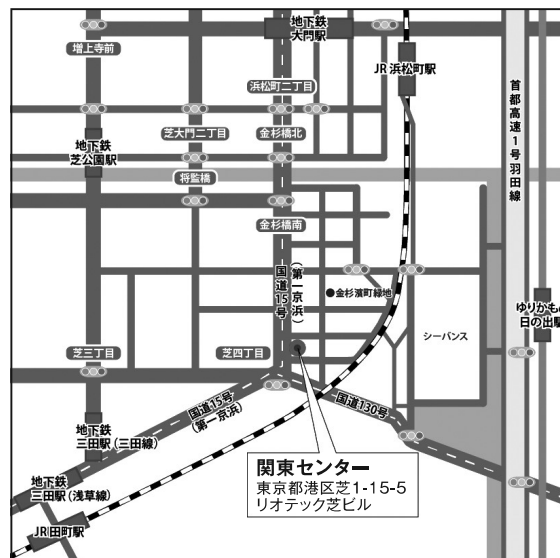 地下鉄
大門駅
増上寺前
JR 浜松町駅
浜松町二丁目
首都高速1号羽田線
芝大門二丁目
金杉橋北
地下鉄
芝公園駅
将監橋
金杉橋南
国道15号
(第一京浜)
金杉濱町緑地
ゆりかもめ
日の出駅
シーバンス
芝三丁目
芝四丁目
国道15号
(第一京浜)
国道130号
地下鉄
三田駅(三田線)
関東センター
東京都港区芝1-15-5
リオテック芝ビル
地下鉄
三田駅(浅草線)
JR田町駅